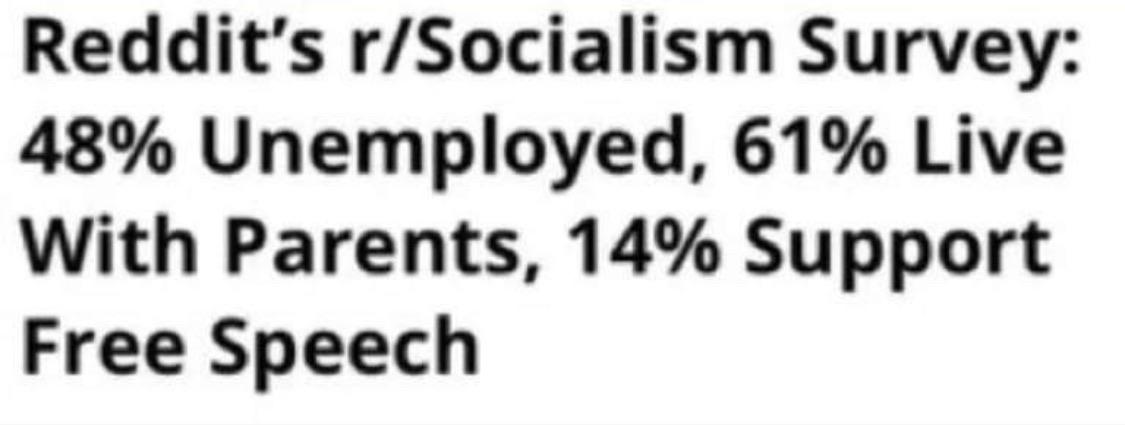 Reddit’s r/Socialism Survey:
48% Unemployed, 61% Live
With Parents, 14% Support
Free Speech